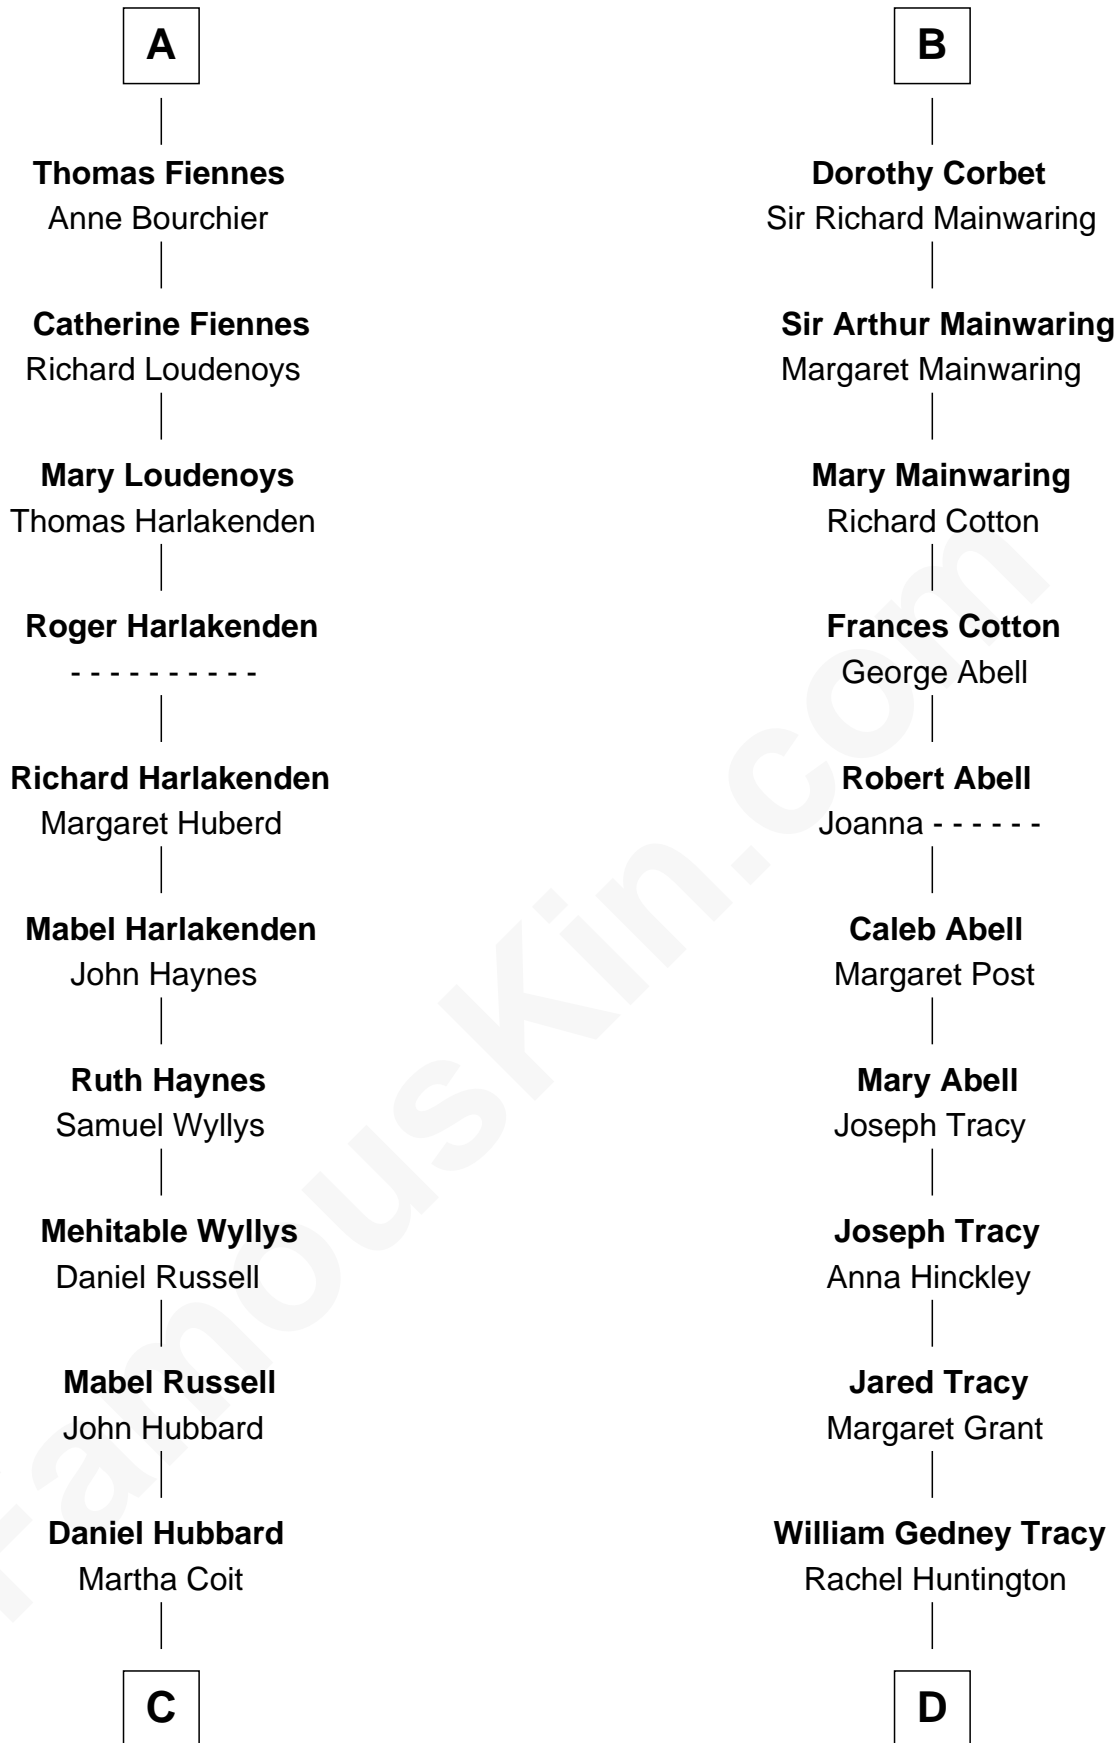 A
Thomas Fiennes
Anne Bourchier
Catherine Fiennes
Richard Loudenoys
Mary Loudenoys
Thomas Harlakenden
Roger Harlakenden
- - - - - - - - - -
Richard Harlakenden
Margaret Huberd
Mabel Harlakenden
John Haynes
Ruth Haynes
Samuel Wyllys
Mehitable Wyllys
Daniel Russell
Mabel Russell
John Hubbard
Daniel Hubbard
Martha Coit
C
B
Dorothy Corbet
Sir Richard Mainwaring
Sir Arthur Mainwaring
Margaret Mainwaring
Mary Mainwaring
Richard Cotton
Frances Cotton
George Abell
Robert Abell
Joanna - - - - - -
Caleb Abell
Margaret Post
Mary Abell
Joseph Tracy
Joseph Tracy
Anna Hinckley
Jared Tracy
Margaret Grant
William Gedney Tracy
Rachel Huntington
D
FamousKin.com